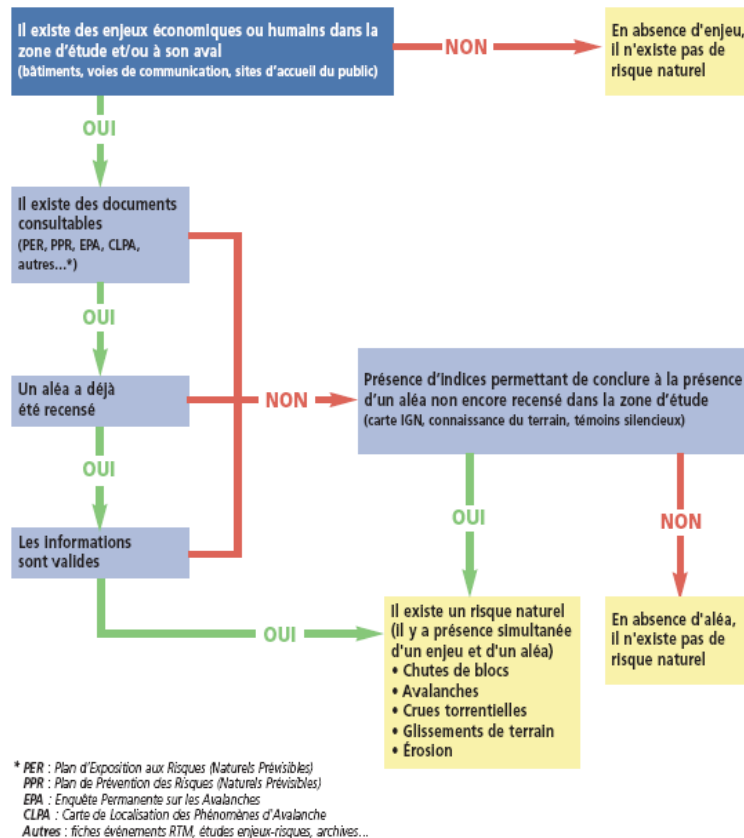 Il existe des enjeux économiques ou humains dans la
zone d'étude et/ou à son aval
(bâtiments, voies de communication, sites d'accueil du public)
NON
En absence d'enjeu,
il n'existe pas de
risque naturel
OUI
Il existe des documents
consultables
(PER, PPR, EPA, CLPA,
autres...*)
OUI
Un aléa a déjà
été recensé
NON
Présence d'indices permettant de conclure à la présence
d'un aléa non encore recensé dans la zone d'étude
(carte IGN, connaissance du terrain, témoins silencieux)
OUI
Les informations
sont valides
OUI
NON
OUI
Il existe un risque naturel
(il y a présence simultanée
d'un enjeu et d'un aléa)
• Chutes de blocs
• Avalanches
• Crues torrentielles
• Glissements de terrain
• Érosion
En absence d'aléa,
il n'existe pas de
risque naturel
* PER : Plan d'Exposition aux Risques (Naturels Prévisibles)
PPR : Plan de Prévention des Risques (Naturels Prévisibles)
EPA : Enquête Permanente sur les Avalanches
CLPA : Carte de Localisation des Phénomènes d'Avalanche
Autres : fiches événements RTM, études enjeux-risques, archives...